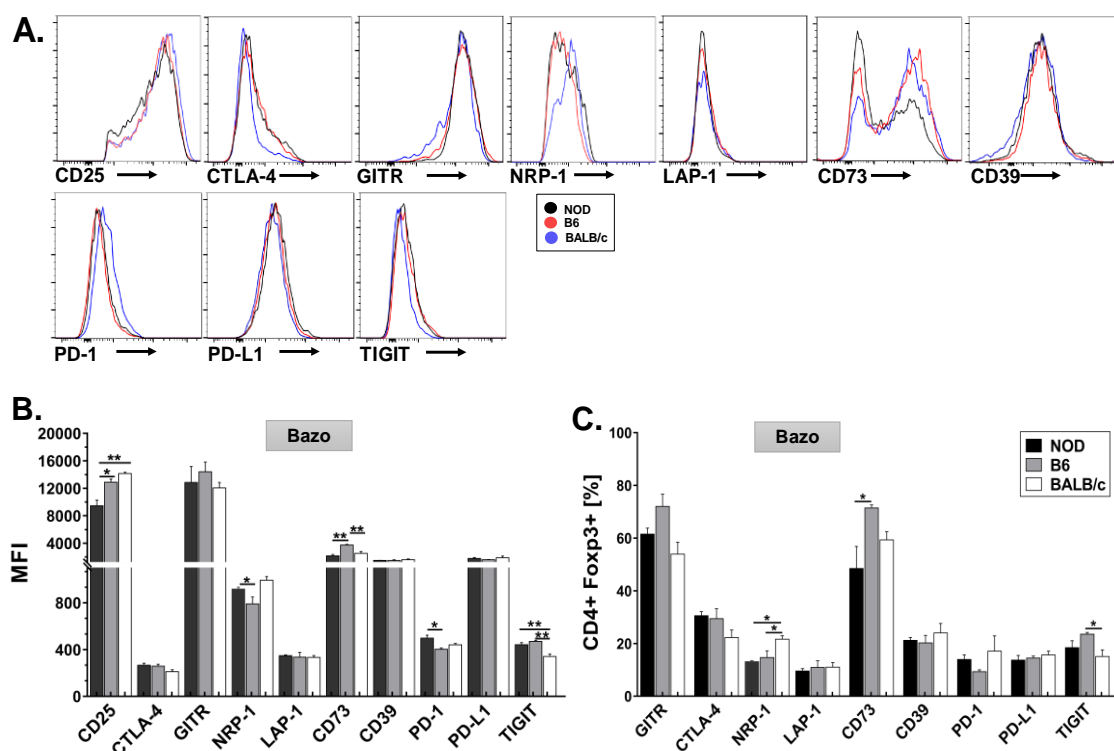 A.
CD25 CTLA-4 GITR NRP-1 LAP-1 CD73 CD39
NOD
B6
BALB/c
PD-1 PD-L1 TIGIT
B.
Bazo
20000
16000
12000
8000
4000
800
400
0
MFI
** 
*
** **
*
*
**
**
CD25 CTLA-4 GITR NRP-1 LAP-1 CD73 CD39 PD-1 PD-L1 TIGIT
C.
Bazo
NOD
B6
BALB/c
100
80
60
40
20
0
CD4+ Foxp3+ [%]
*
*
*
*
GITR CTLA-4 NRP-1 LAP-1 CD73 CD39 PD-1 PD-L1 TIGIT